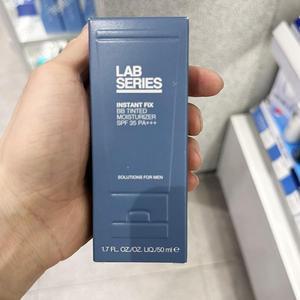 LAB
SERIES
INSTANT FIX
BB TINTED
MOISTURIZER
SPF 35 PA+++
SOLUTIONS FOR MEN
1.7 FL. OZ./OZ. LIQ./50 ml ℮